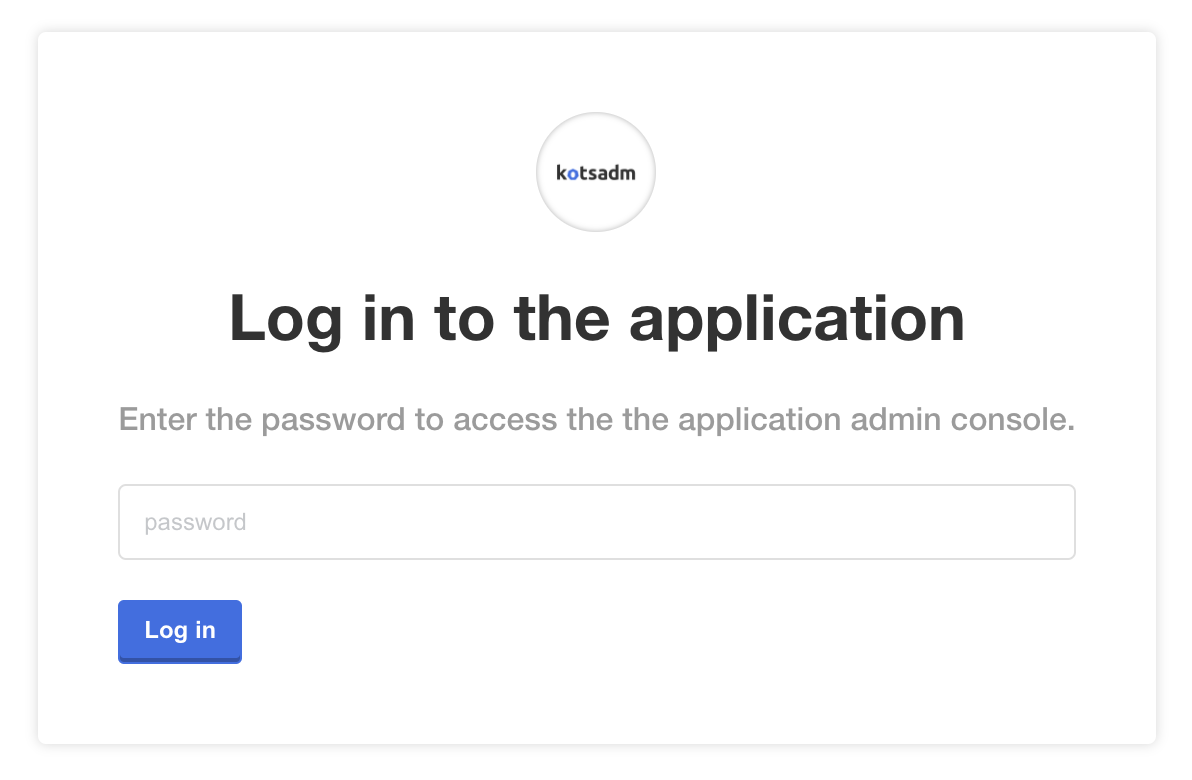 kotsadm
Log in to the application
Enter the password to access the the application admin console.
password
Log in